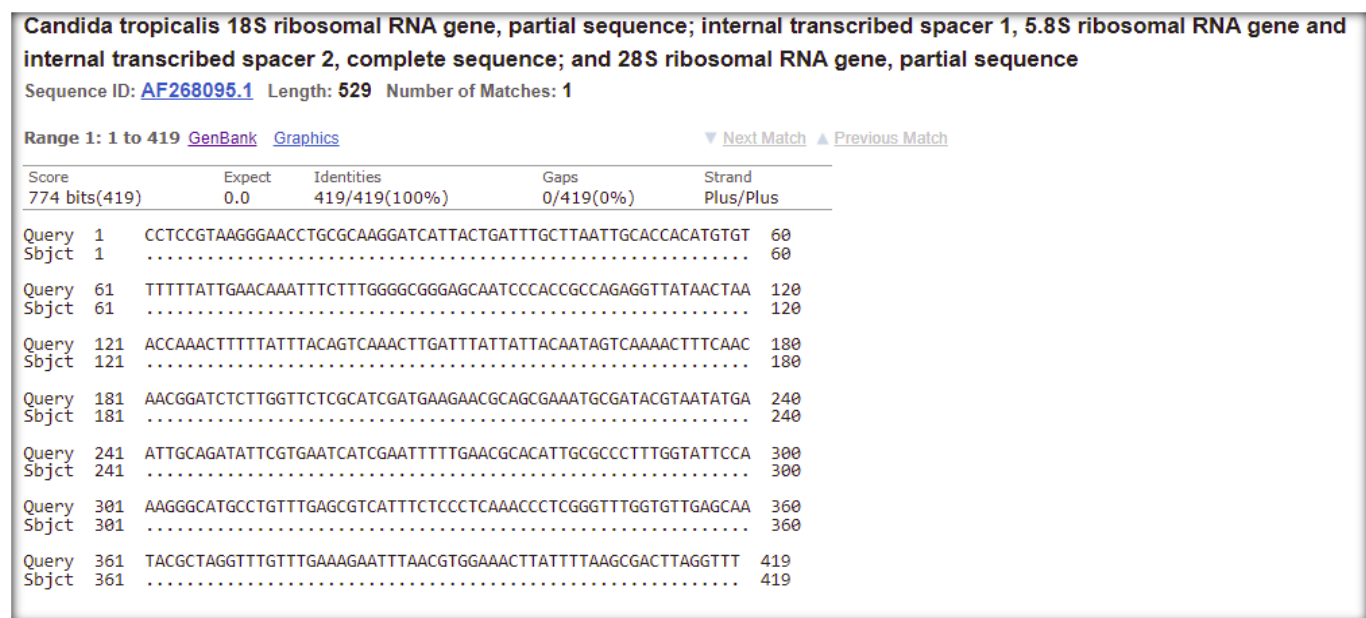 Candida tropicalis 18S ribosomal RNA gene, partial sequence; internal transcribed spacer 1, 5.8S ribosomal RNA gene and
internal transcribed spacer 2, complete sequence; and 28S ribosomal RNA gene, partial sequence
Sequence ID: AF268095.1 Length: 529 Number of Matches: 1
Range 1: 1 to 419 GenBank Graphics ▼ Next Match ▲ Previous Match
Score Expect Identities Gaps Strand
774 bits(419) 0.0 419/419(100%) 0/419(0%) Plus/Plus
Query 1 CCTCCGTAAGGGAACCTGCGCAAGGATCATTACTGATTTGCTTAATTGCACCACATGTGT 60
Sbjct 1 ............................................................ 60
Query 61 TTTTTATTGAACAAATTTCTTTGGGGCGGGAGCAATCCCACCGCCAGAGGTTATAACTAA 120
Sbjct 61 ............................................................ 120
Query 121 ACCAAACTTTTTATTTACAGTCAAACTTGATTTATTATTACAATAGTCAAAACTTTCAAC 180
Sbjct 121 ............................................................ 180
Query 181 AACGGATCTCTTGGTTCTCGCATCGATGAAGAACGCAGCGAAATGCGATACGTAATATGA 240
Sbjct 181 ............................................................ 240
Query 241 ATTGCAGATATTCGTGAATCATCGAATTTTTGAACGCACATTGCGCCCTTTGGTATTCCA 300
Sbjct 241 ............................................................ 300
Query 301 AAGGGCATGCCTGTTTGAGCGTCATTTCTCCCTCAAACCCTCGGGTTTGGTGTTGAGCAA 360
Sbjct 301 ............................................................ 360
Query 361 TACGCTAGGTTTGTTTGAAAGAATTTAACGTGGAAACTTATTTTAAGCGACTTAGGTTT 419
Sbjct 361 ........................................................... 419